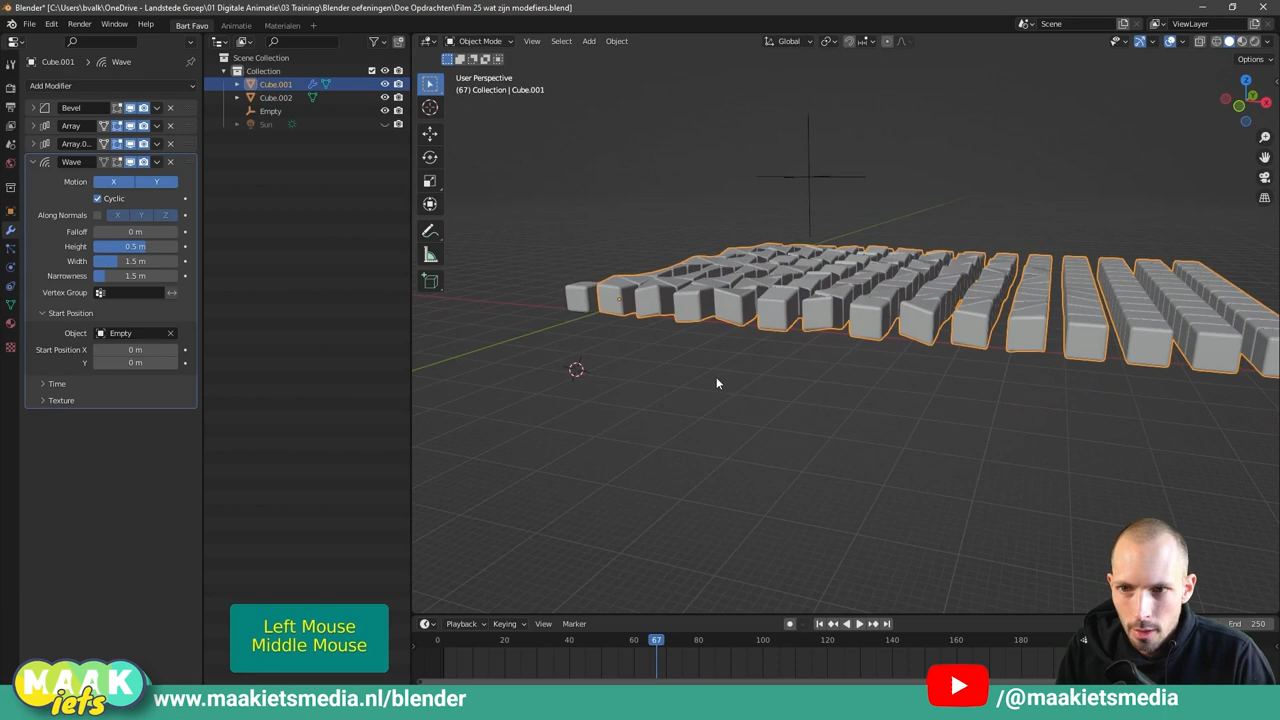 Blender* [C:\Users\bvalk\OneDrive - Landstede Groep\01 Digitale Animatie\03 Training\Blender oefeningen\Doe Opdrachten\Film 25 wat zijn modefiers.blend]
File Edit Render Window Help Bart Favo Animatie Materialen + Scene ViewLayer
Object Mode View Select Add Object Global
Options
Cube.001 > Wave
Add Modifier
Bevel
Array
Array.0...
Wave
Motion X Y
Cyclic
Along Normals X Y Z
Falloff 0 m
Height 0.5 m
Width 1.5 m
Narrowness 1.5 m
Vertex Group
Start Position
Object Empty
Start Position X 0 m
Y 0 m
Time
Texture
Scene Collection
Collection
Cube.001
Cube.002
Empty
Sun
User Perspective
(67) Collection | Cube.001
Z
Y
X
Left Mouse
Middle Mouse
Playback Keying View Marker End 250
0 20 40 60 67 80 100 120 140 160 180
MAAK
iets
www.maakietsmedia.nl/blender
/@maakietsmedia